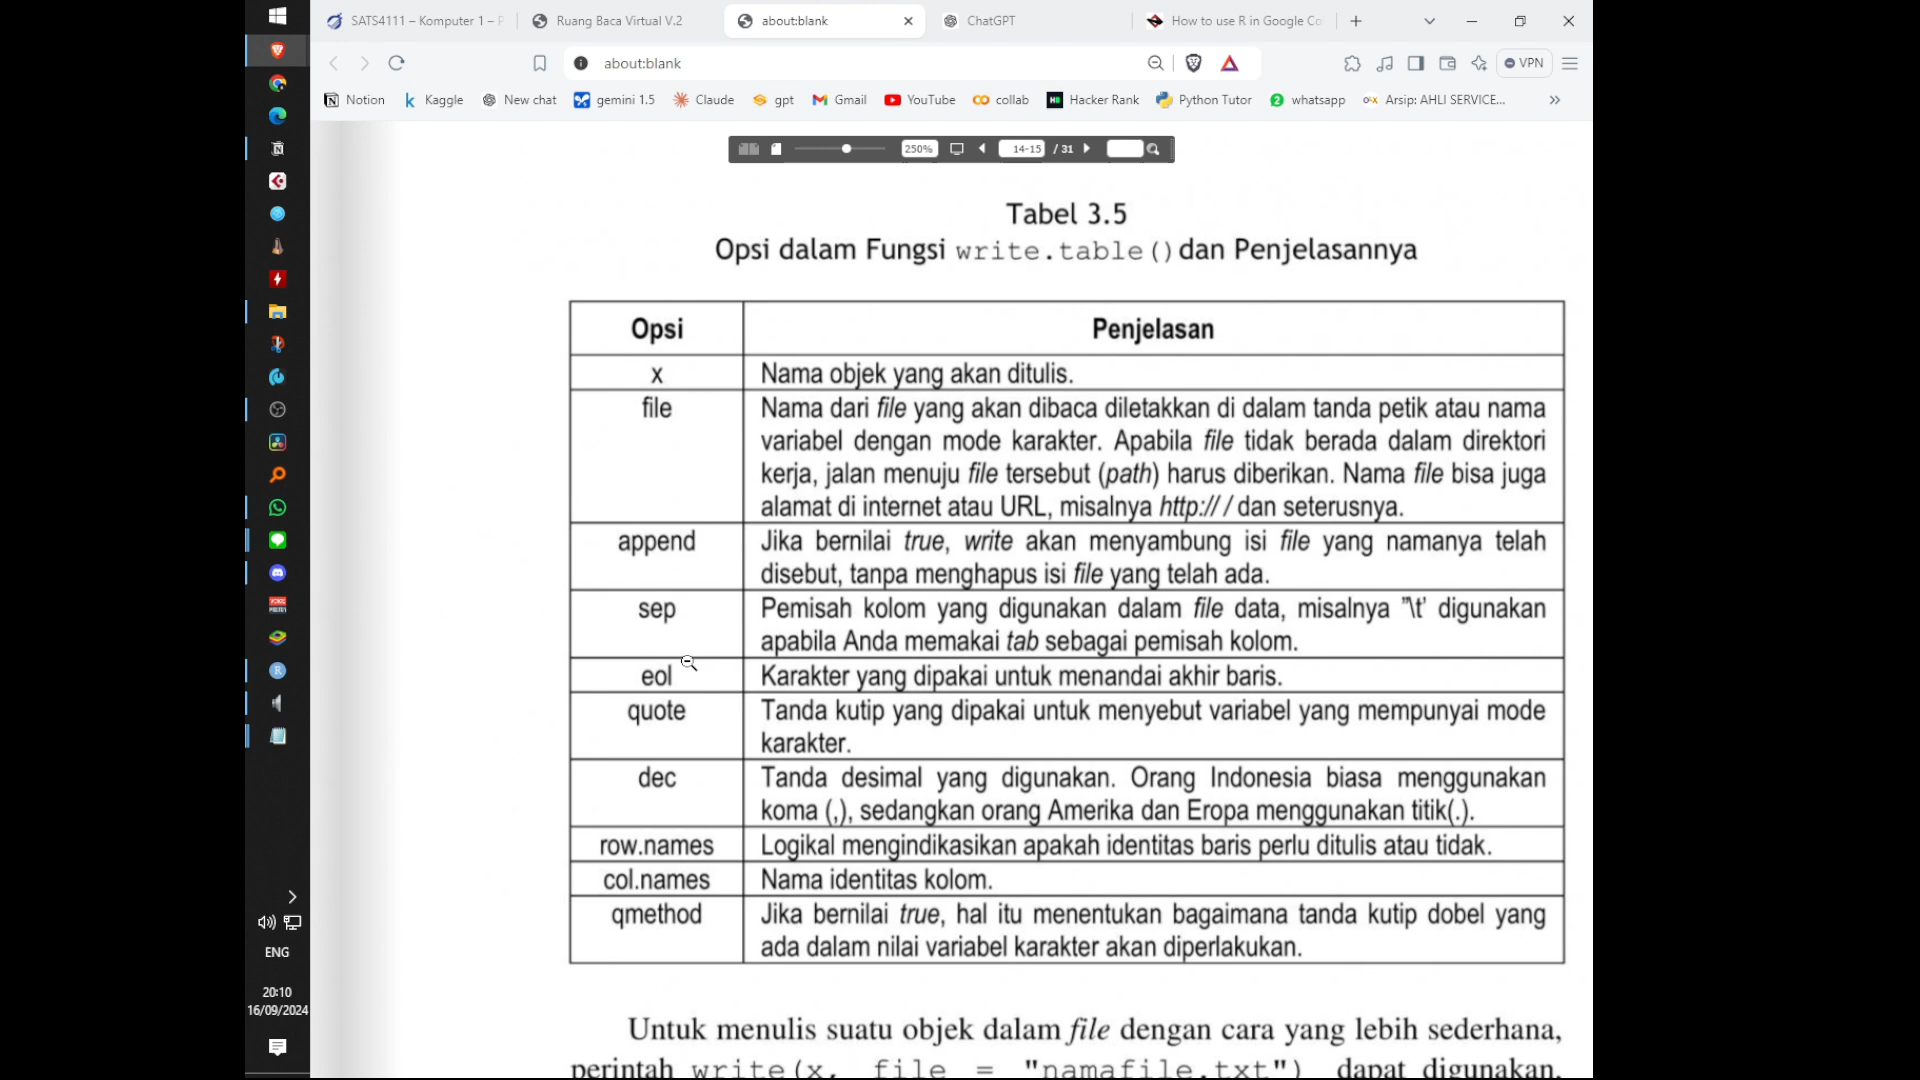 SATS4111 – Komputer 1 – P
Ruang Baca Virtual V.2
about:blank
ChatGPT
How to use R in Google Co
about:blank
VPN
Notion
Kaggle
New chat
gemini 1.5
Claude
gpt
Gmail
YouTube
collab
Hacker Rank
Python Tutor
whatsapp
Arsip: AHLI SERVICE...
250%
14-15 / 31
Tabel 3.5
Opsi dalam Fungsi write.table() dan Penjelasannya
Opsi Penjelasan
x Nama objek yang akan ditulis.
file Nama dari file yang akan dibaca diletakkan di dalam tanda petik atau nama
variabel dengan mode karakter. Apabila file tidak berada dalam direktori
kerja, jalan menuju file tersebut (path) harus diberikan. Nama file bisa juga
alamat di internet atau URL, misalnya http:// / dan seterusnya.
append Jika bernilai true, write akan menyambung isi file yang namanya telah
disebut, tanpa menghapus isi file yang telah ada.
sep Pemisah kolom yang digunakan dalam file data, misalnya ”\t’ digunakan
apabila Anda memakai tab sebagai pemisah kolom.
eol Karakter yang dipakai untuk menandai akhir baris.
quote Tanda kutip yang dipakai untuk menyebut variabel yang mempunyai mode
karakter.
dec Tanda desimal yang digunakan. Orang Indonesia biasa menggunakan
koma (,), sedangkan orang Amerika dan Eropa menggunakan titik(.).
row.names Logikal mengindikasikan apakah identitas baris perlu ditulis atau tidak.
col.names Nama identitas kolom.
qmethod Jika bernilai true, hal itu menentukan bagaimana tanda kutip dobel yang
ada dalam nilai variabel karakter akan diperlakukan.
Untuk menulis suatu objek dalam file dengan cara yang lebih sederhana,
perintah write(x, file = "namafile.txt") dapat digunakan,
ENG
20:10
16/09/2024